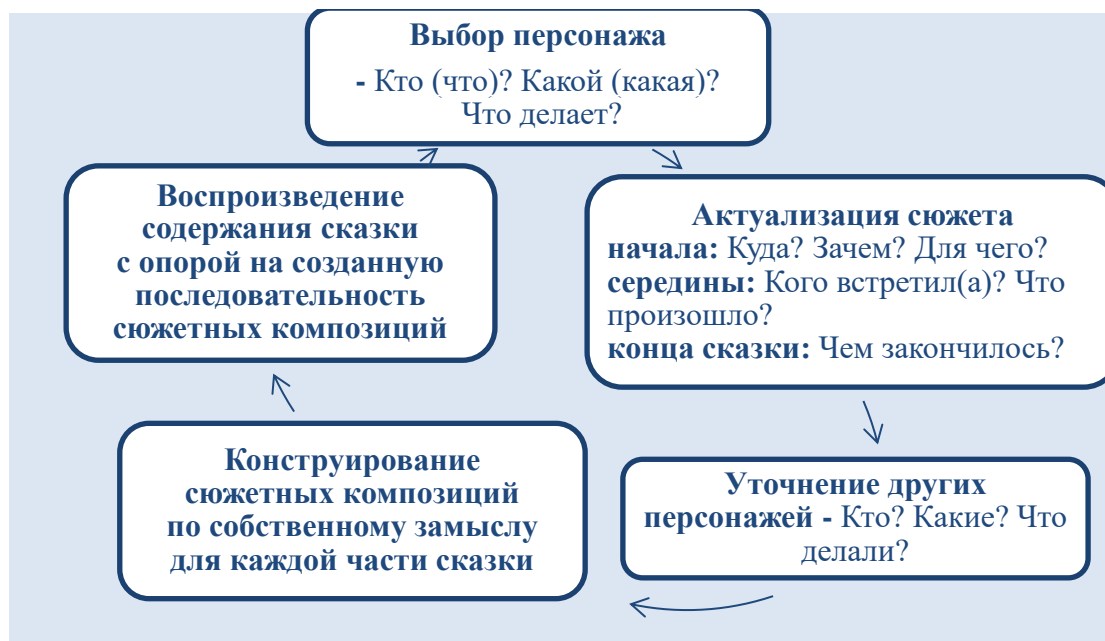 Выбор персонажа
- Кто (что)? Какой (какая)?
Что делает?
Актуализация сюжета
начала: Куда? Зачем? Для чего?
середины: Кого встретил(а)? Что
произошло?
конца сказки: Чем закончилось?
Уточнение других
персонажей - Кто? Какие? Что
делали?
Конструирование
сюжетных композиций
по собственному замыслу
для каждой части сказки
Воспроизведение
содержания сказки
с опорой на созданную
последовательность
сюжетных композиций